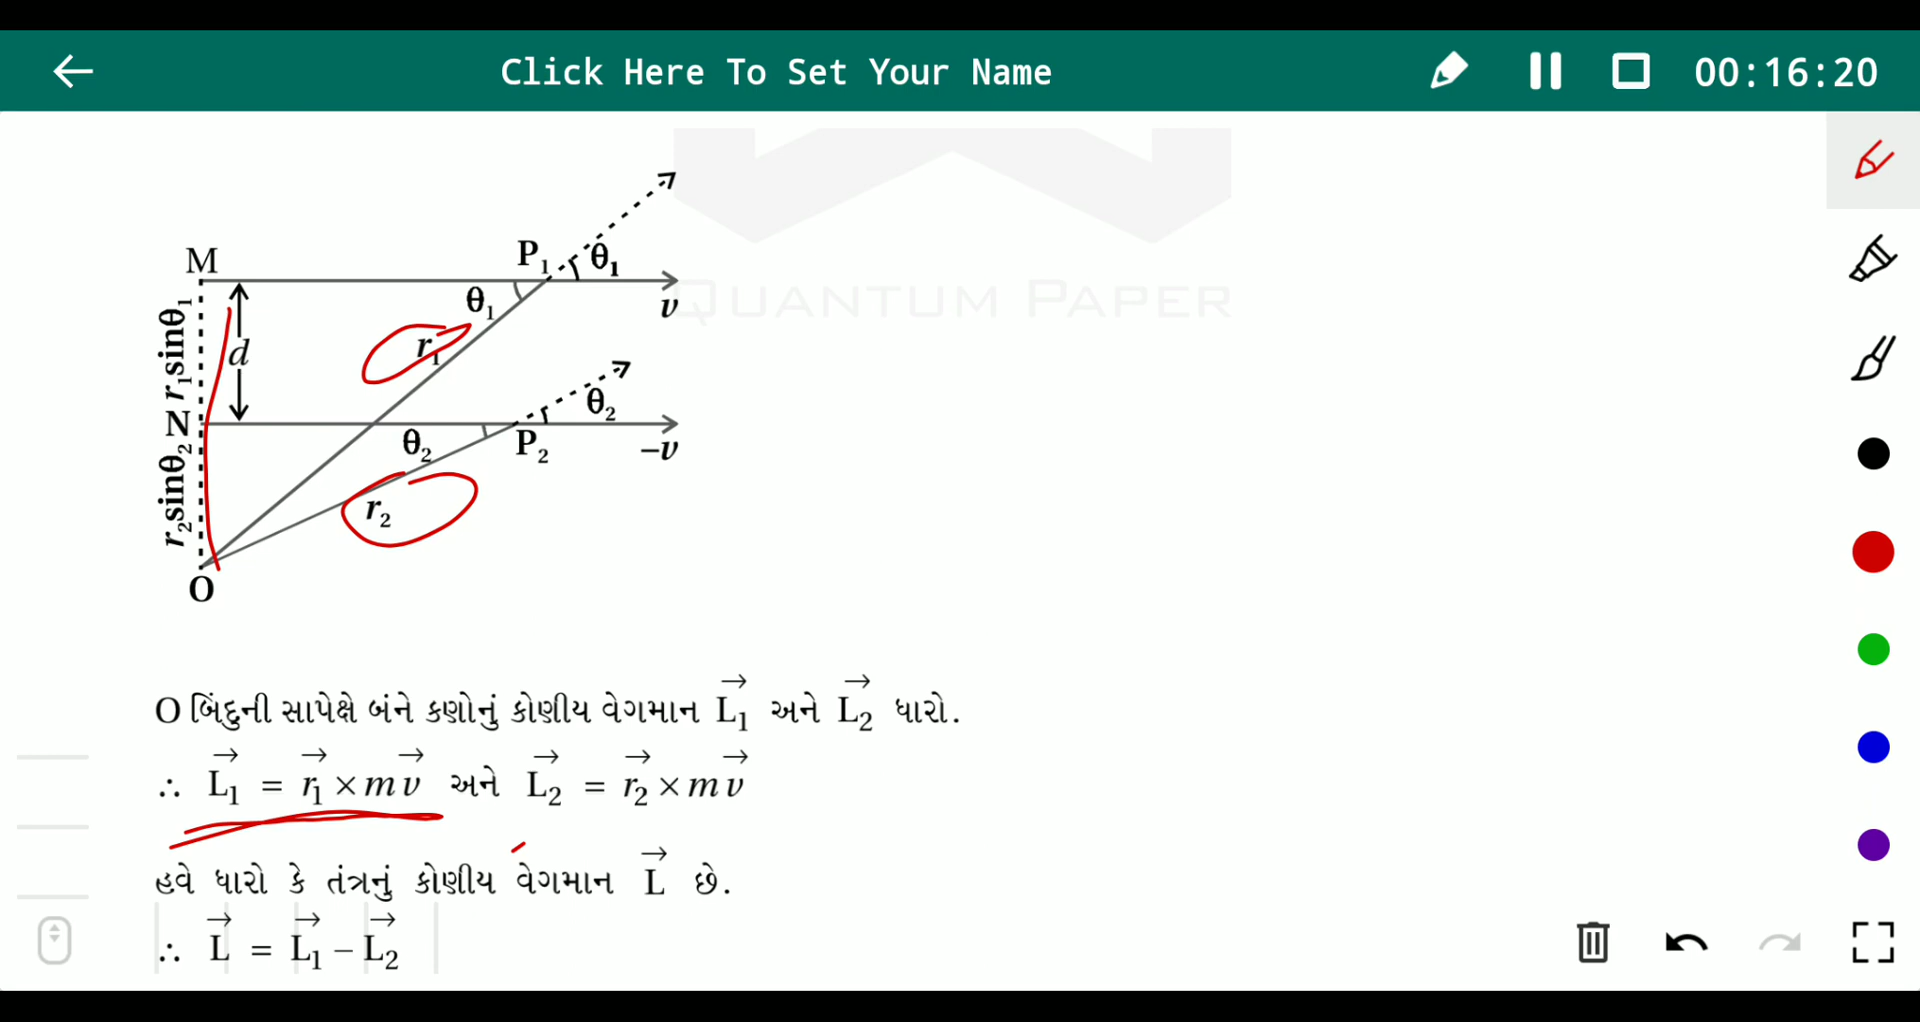 Click Here To Set Your Name 00:16:20
QUANTUM PAPER
M P₁ θ₁
θ₁ v
r₁sinθ₁ d r₁
N θ₂ P₂ θ₂ –v
r₂sinθ₂ r₂
O
O બિંદુની સાપેક્ષે બંને કણોનું કોણીય વેગમાન L₁→ અને L₂→ ધારો.
∴ L₁→ = r₁→ × mv→ અને L₂→ = r₂→ × mv→
હવે ધારો કે તંત્રનું કોણીય વેગમાન L→ છે.
∴ L→ = L₁→ – L₂→